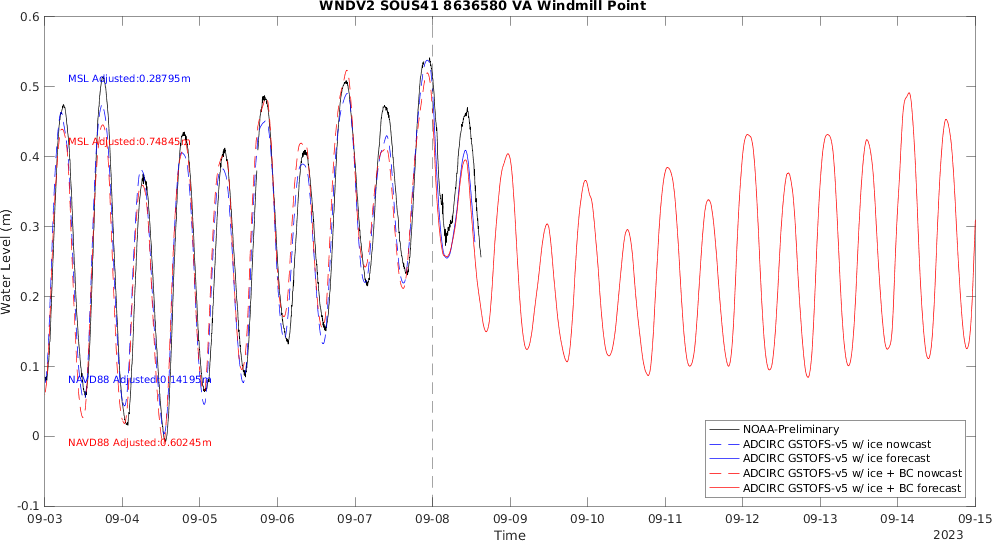 WNDV2 SOUS41 8636580 VA Windmill Point
0.6
0.5
0.4
0.3
0.2
0.1
0
-0.1
Water Level (m)
MSL Adjusted:0.28795m
MSL Adjusted:0.74845m
NAVD88 Adjusted:0.14195m
NAVD88 Adjusted:0.60245m
NOAA-Preliminary
ADCIRC GSTOFS-v5 w/ ice nowcast
ADCIRC GSTOFS-v5 w/ ice forecast
ADCIRC GSTOFS-v5 w/ ice + BC nowcast
ADCIRC GSTOFS-v5 w/ ice + BC forecast
09-03 09-04 09-05 09-06 09-07 09-08 09-09 09-10 09-11 09-12 09-13 09-14 09-15
Time
2023